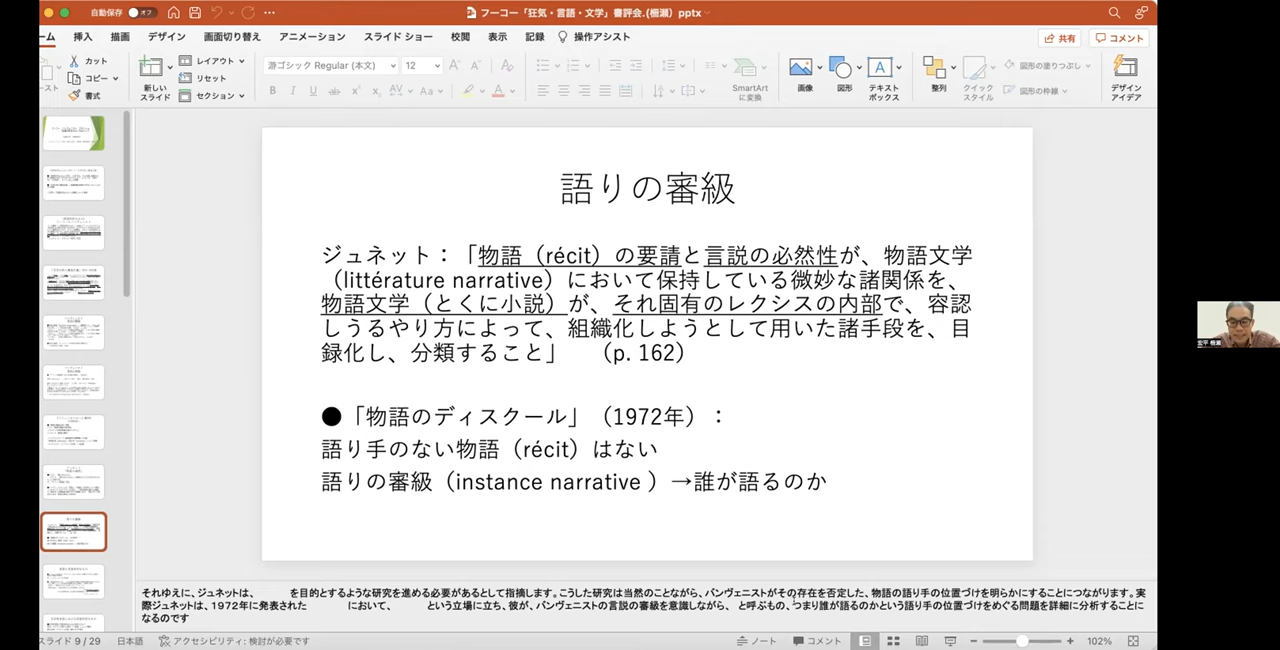 自動保存 オフ
フーコー「狂気・言語・文学」書評会.(櫛瀬) pptx
ーム 挿入 描画 デザイン 画面切り替え アニメーション スライド ショー 校閲 表示 記録 操作アシスト 共有 コメント
カット
コピー
書式
新しい
スライド
レイアウト
リセット
セクション
游ゴシック Regular (本文) 12
SmartArt
に変換
画像
図形
テキスト
ボックス
整列
クイック
スタイル
図形の塗りつぶし
図形の枠線
デザイン
アイデア
語りの審級
ジュネット：「物語（récit）の要請と言説の必然性が、物語文学
（littérature narrative）において保持している微妙な諸関係を、
物語文学（とくに小説）が、それ固有のレクシスの内部で、容認
しうるやり方によって、組織化しようとして用いた諸手段を、目
録化し、分類すること」　（p. 162）
●「物語のディスクール」（1972年）：
語り手のない物語（récit）はない
語りの審級（instance narrative ）→誰が語るのか
それゆえに、ジュネットは、 を目的とするような研究を進める必要があるとして指摘します。こうした研究は当然のことながら、バンヴェニストがその存在を否定した、物語の語り手の位置づけを明らかにすることにつながります。実
際ジュネットは、1972年に発表された において、 という立場に立ち、彼が、バンヴェニストの言説の審級を意識しながら、 と呼ぶもの、つまり誰が語るのかという語り手の位置づけをめぐる問題を詳細に分析することに
なるのです
スライド 9 / 29 日本語 アクセシビリティ: 検討が必要です ノート コメント 102%